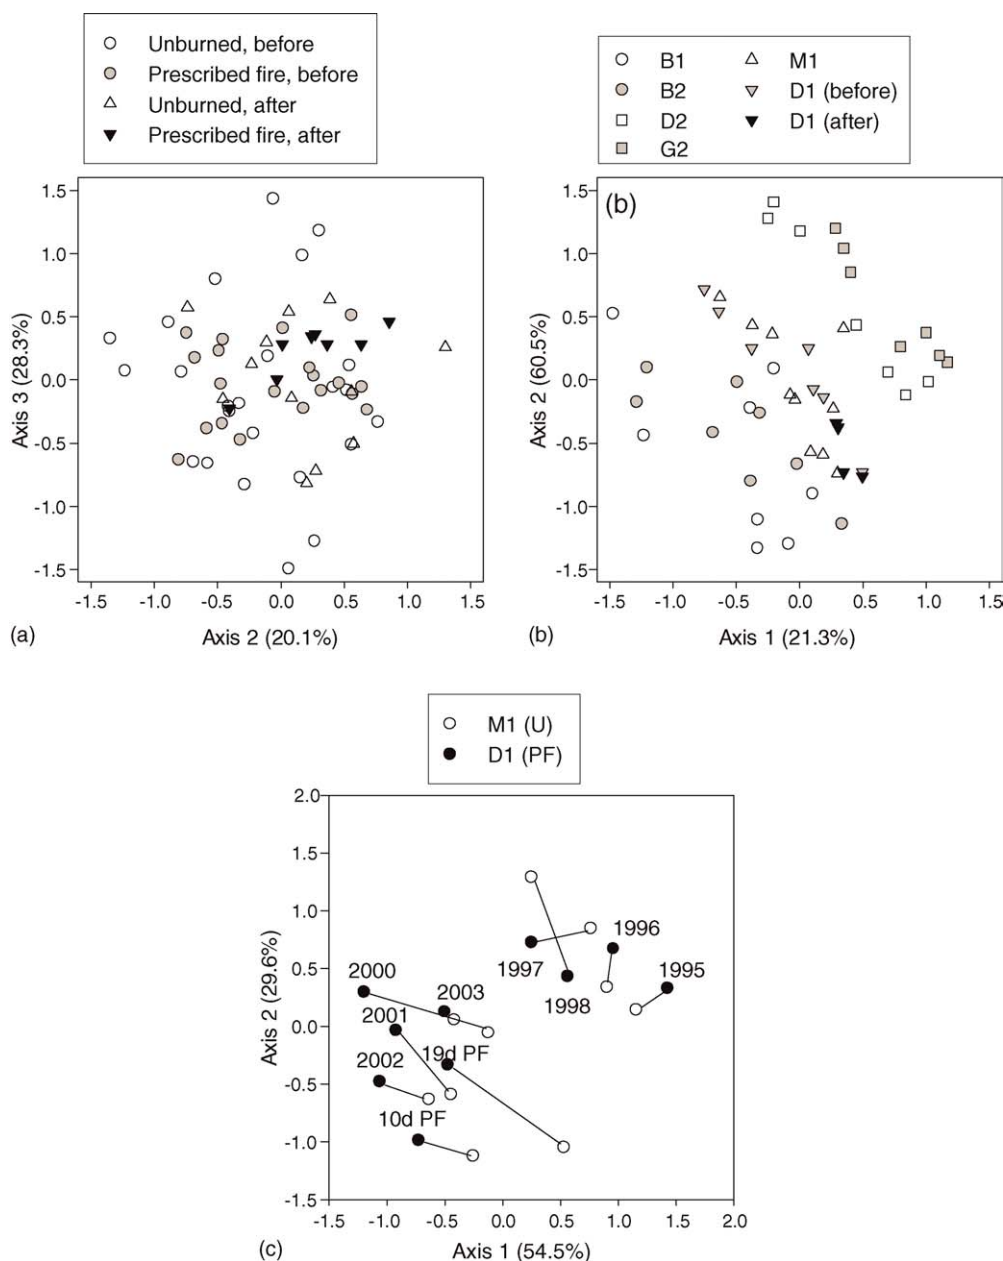 Unburned, before
Prescribed fire, before
Unburned, after
Prescribed fire, after
B1
B2
D2
G2
M1
D1 (before)
D1 (after)
1.5
1.0
0.5
0.0
-0.5
-1.0
-1.5
Axis 3 (28.3%)
-1.5 -1.0 -0.5 0.0 0.5 1.0 1.5
(a)
Axis 2 (20.1%)
(b)
1.5
1.0
0.5
0.0
-0.5
-1.0
-1.5
Axis 2 (60.5%)
-1.5 -1.0 -0.5 0.0 0.5 1.0 1.5
(b)
Axis 1 (21.3%)
M1 (U)
D1 (PF)
2.0
1.5
1.0
0.5
0.0
-0.5
-1.0
-1.5
Axis 2 (29.6%)
1996
1995
1997
1998
2000
2003
2001
19d PF
2002
10d PF
-1.5 -1.0 -0.5 0.0 0.5 1.0 1.5 2.0
(c)
Axis 1 (54.5%)